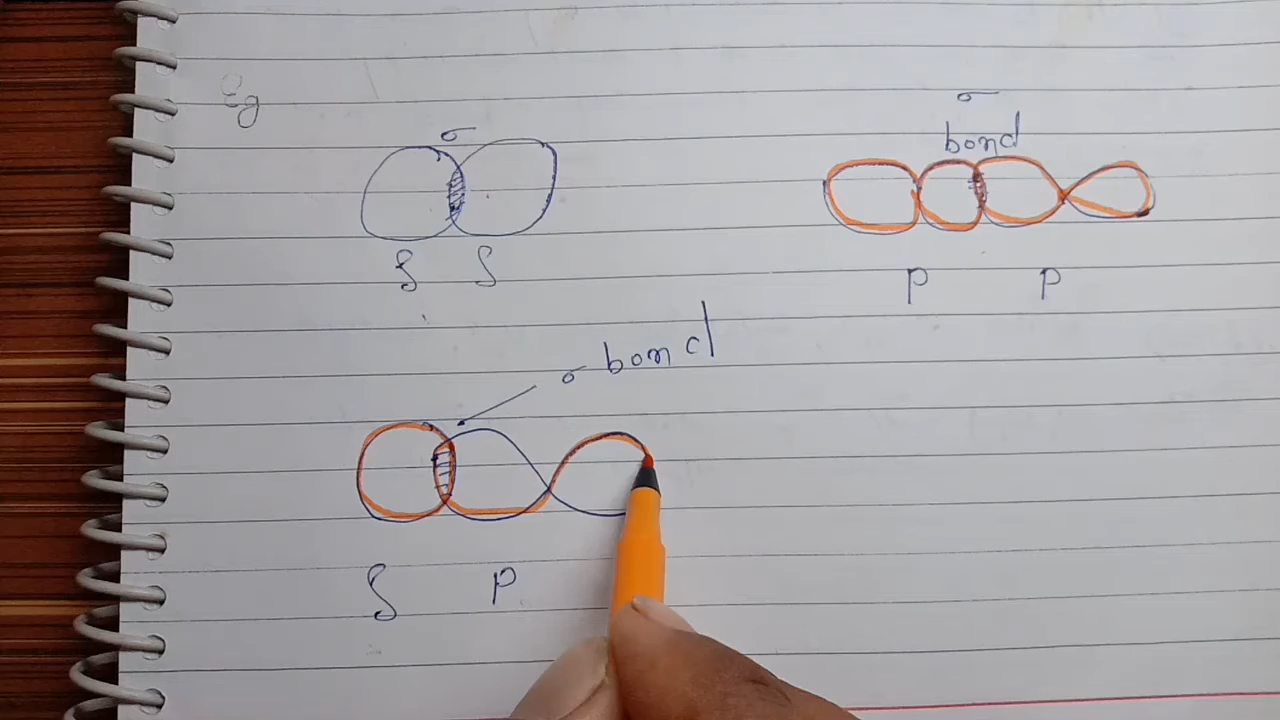 Eg
σ
σ
bond
S S
P P
σ bond
S P